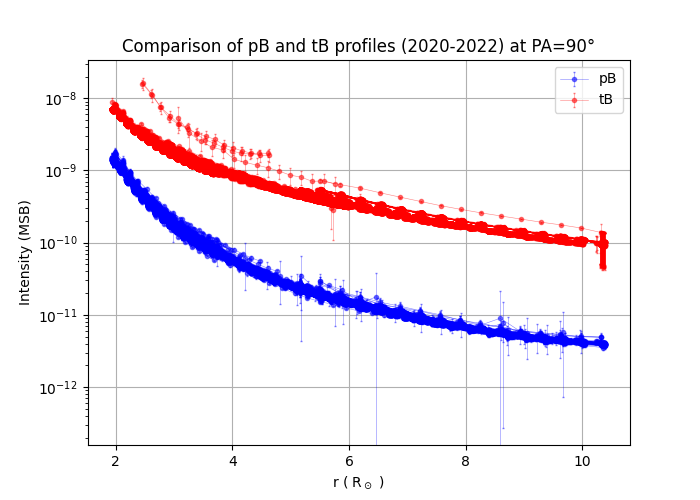 Comparison of pB and tB profiles (2020-2022) at PA=90°
pB
tB
Intensity (MSB)
10⁻⁸
10⁻⁹
10⁻¹⁰
10⁻¹¹
10⁻¹²
2 4 6 8 10
r ( R⊙ )